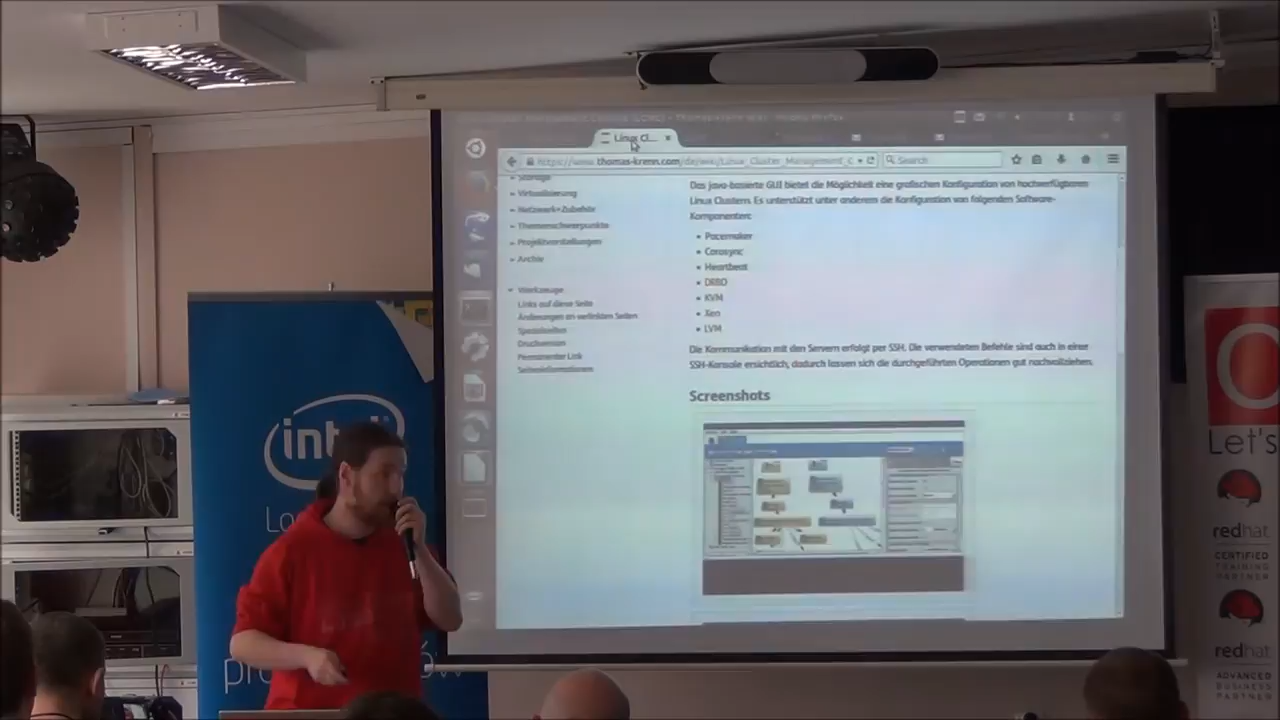 Linux Cl...
https://www.thomas-krenn.com/de/wiki/Linux_Cluster_Management_C
Search
Storage
Virtualisierung
Netzwerk+Zubehör
Themenschwerpunkte
Projektvorstellungen
Archiv
Werkzeuge
Links auf diese Seite
Änderungen an verlinkten Seiten
Spezialseiten
Druckversion
Permanenter Link
Seiteninformationen
Das java-basierte GUI bietet die Möglichkeit eine grafischen Konfiguration von hochverfügbaren
Linux Clustern. Es unterstützt unter anderem die Konfiguration von folgenden Software-
Komponenten:
Pacemaker
Corosync
Heartbeat
DRBD
KVM
Xen
LVM
Die Kommunikation mit den Servern erfolgt per SSH. Die verwendeten Befehle sind auch in einer
SSH-Konsole ersichtlich, dadurch lassen sich die durchgeführten Operationen gut nachvollziehen.
Screenshots
Let's
redhat
CERTIFIED
TRAINING
PARTNER
redhat
ADVANCED
BUSINESS
PARTNER